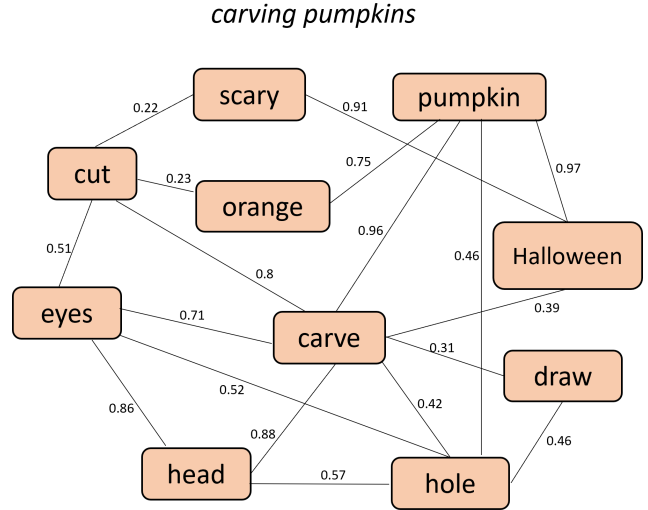 carving pumpkins
scary
pumpkin
0.22
0.91
cut
0.75
0.97
0.23
orange
0.96
0.51
0.46
Halloween
0.8
eyes
0.71
0.39
carve
0.31
draw
0.52
0.86
0.42
0.88
0.46
head
0.57
hole